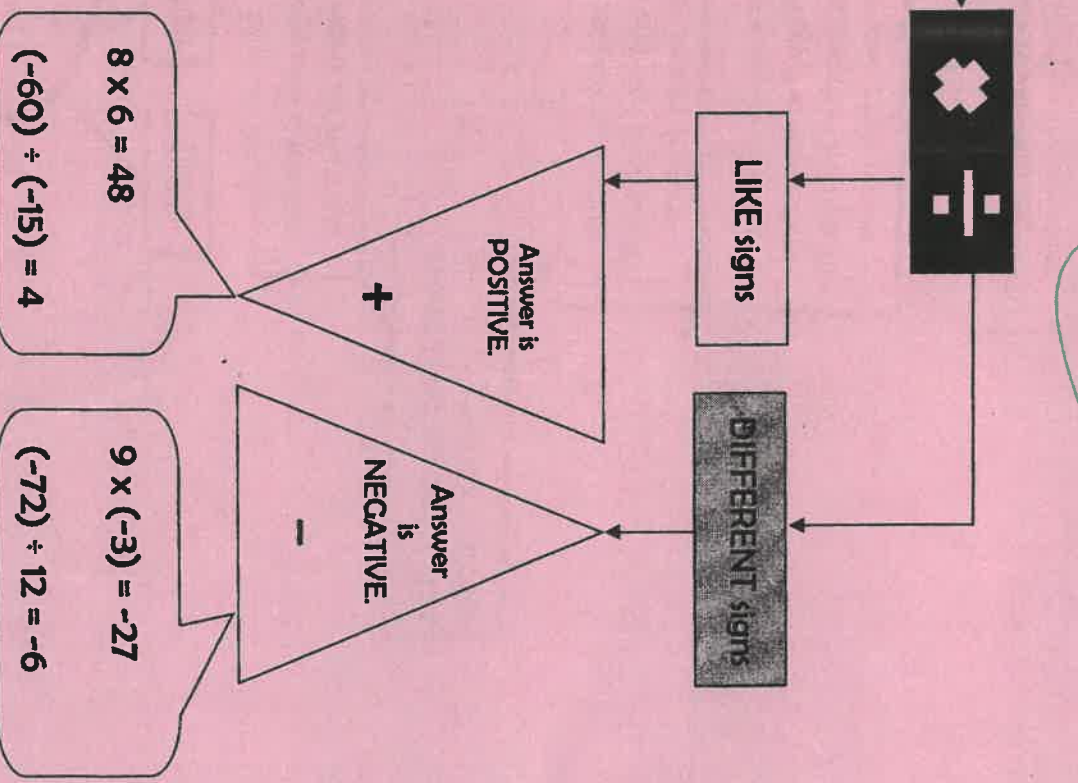 × ÷
LIKE signs
DIFFERENT signs
Answer is
POSITIVE.
+
Answer
is
NEGATIVE.
-
8 x 6 = 48
(-60) ÷ (-15) = 4
9 x (-3) = -27
(-72) ÷ 12 = -6